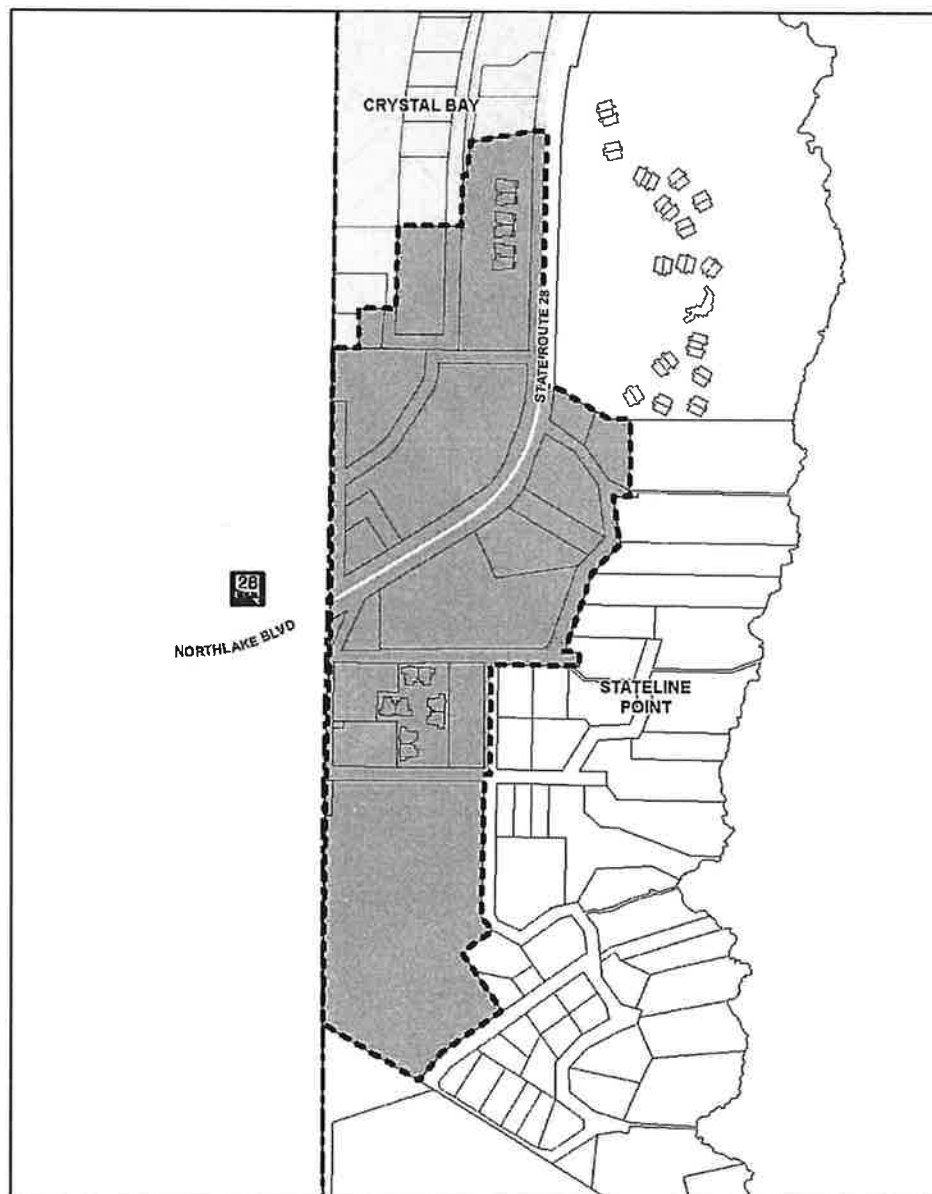 CRYSTAL BAY
STATE ROUTE 28
28
NORTHLAKE BLVD
STATELINE
POINT